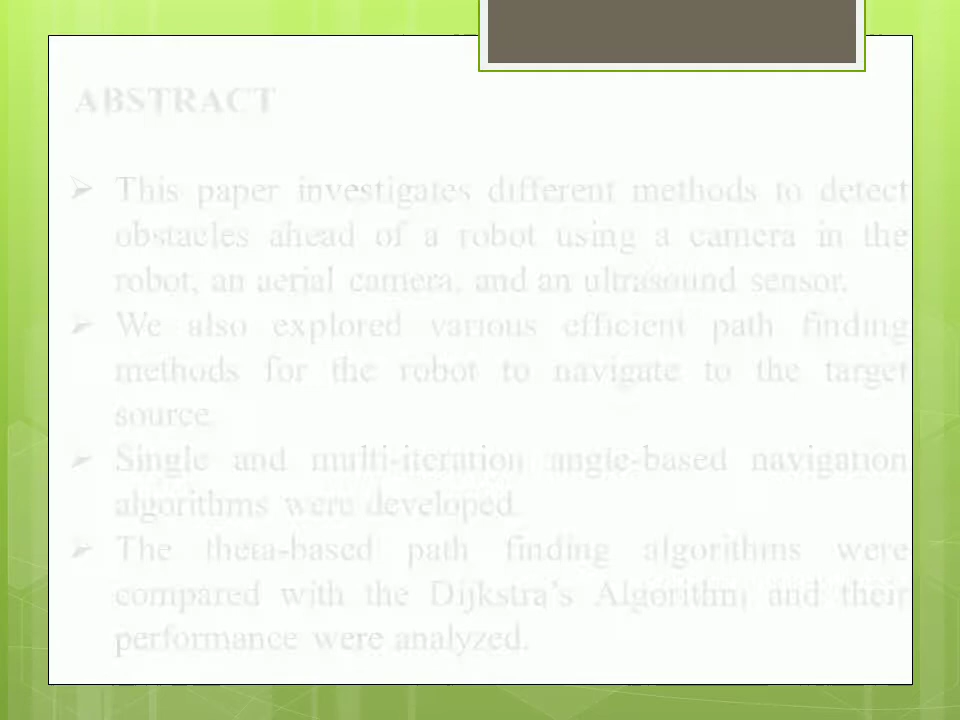 ABSTRACT
➢ This paper investigates different methods to detect
obstacles ahead of a robot using a camera in the
robot, an aerial camera, and an ultrasound sensor.
➢ We also explored various efficient path finding
methods for the robot to navigate to the target
source.
➢ Single and multi-iteration angle-based navigation
algorithms were developed.
➢ The theta-based path finding algorithms were
compared with the Dijkstra's Algorithm and their
performance were analyzed.